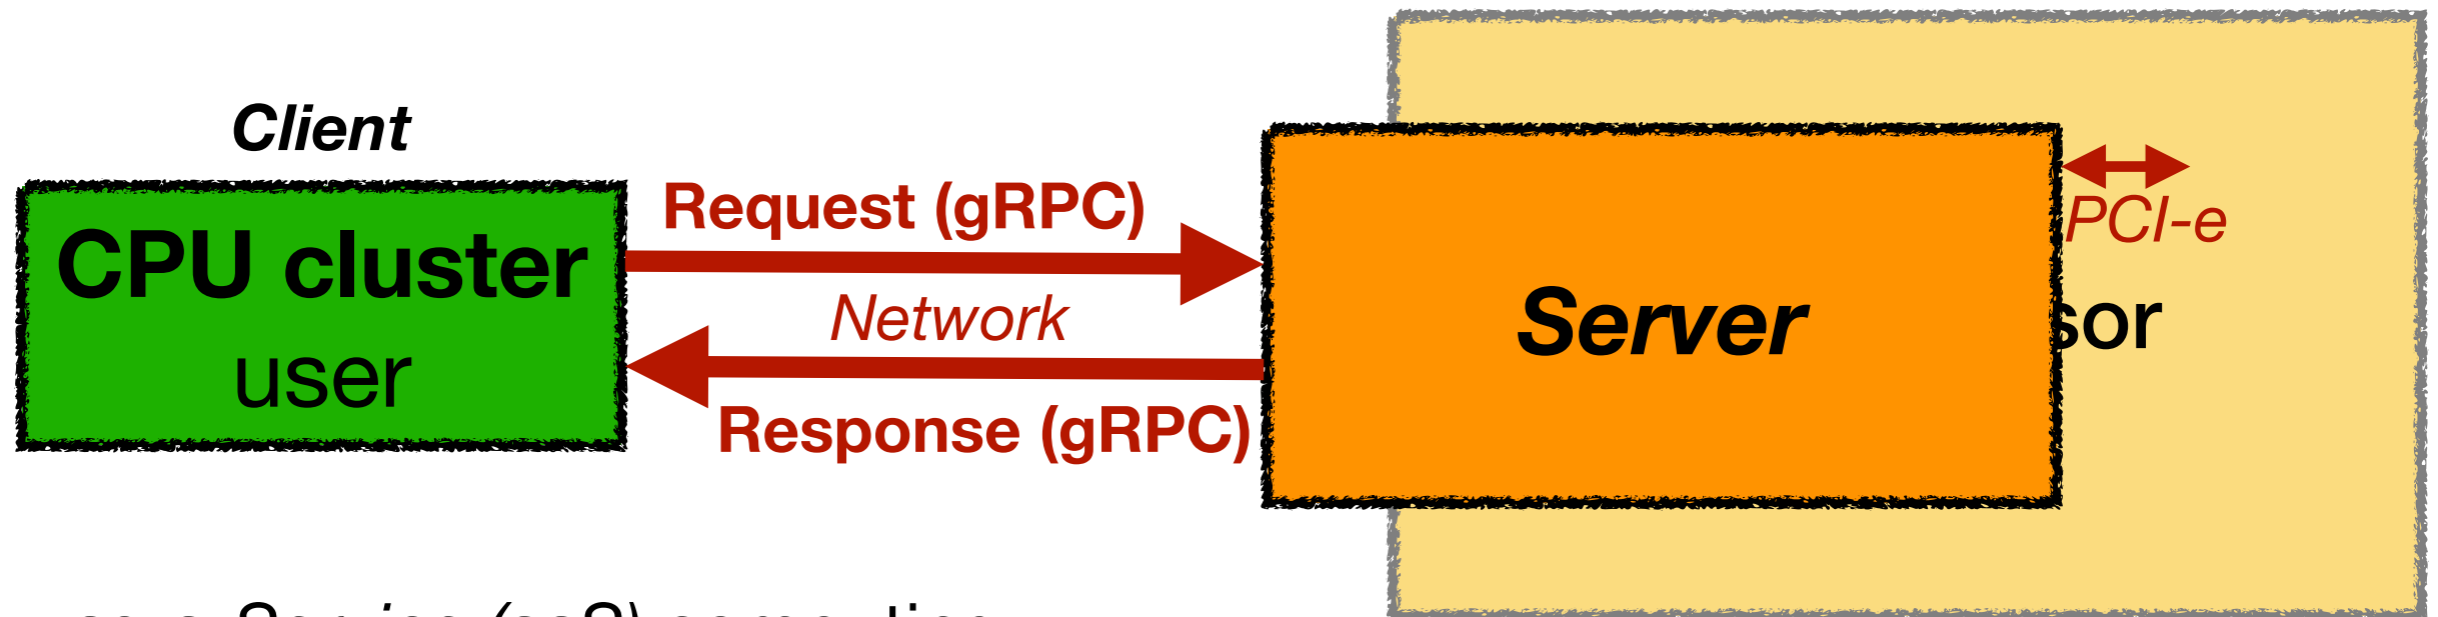 Client
CPU cluster
user
Request (gRPC)
Network
Response (gRPC)
Server
PCI-e
sor